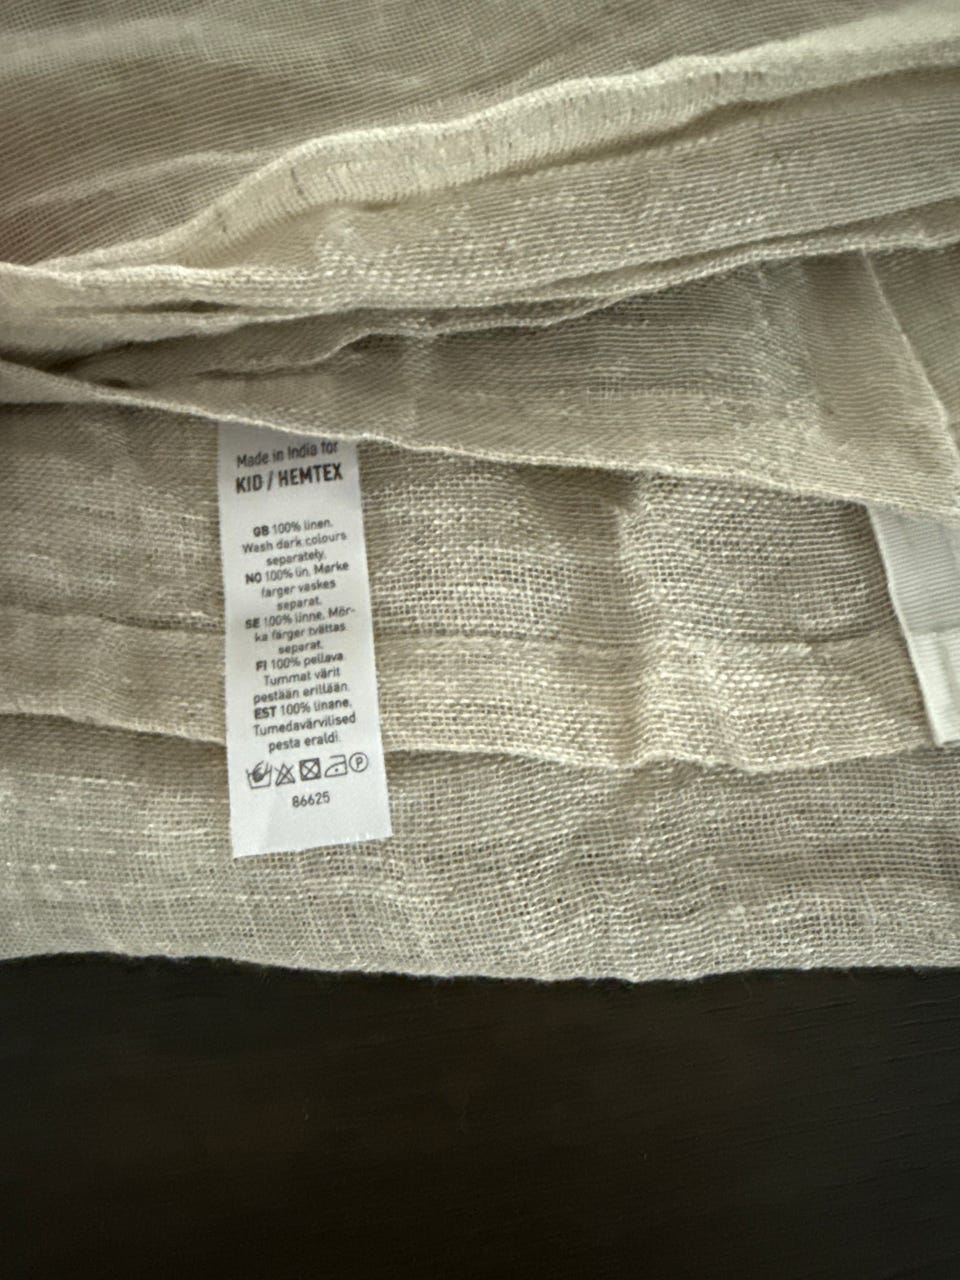 Made in India for
KID / HEMTEX
GB 100% linen.
Wash dark colours
separately.
NO 100% lin. Mørke
farger vaskes
separat.
SE 100% linne. Mör-
ka färger tvättas
separat.
FI 100% pellava
Tummat värit
pestään erillään.
EST 100% linane.
Tumedavärvilised
pesta eraldi.
P
86625